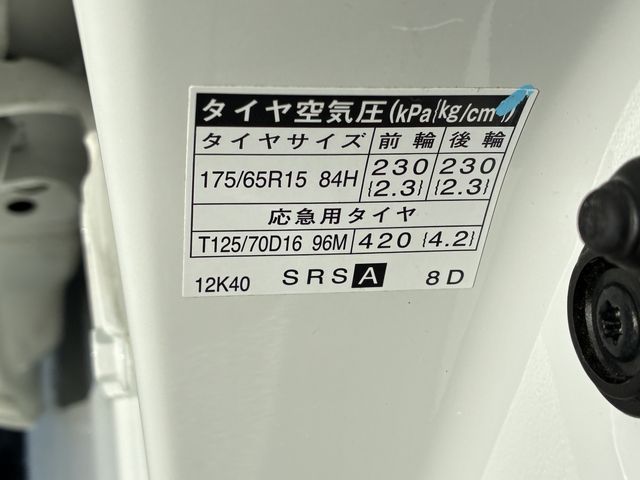 タイヤ空気圧(kPa{kg/cm²})
タイヤサイズ 前輪 後輪
175/65R15 84H 230 {2.3} 230 {2.3}
応急用タイヤ
T125/70D16 96M 420 {4.2}
12K40 SRS A 8D